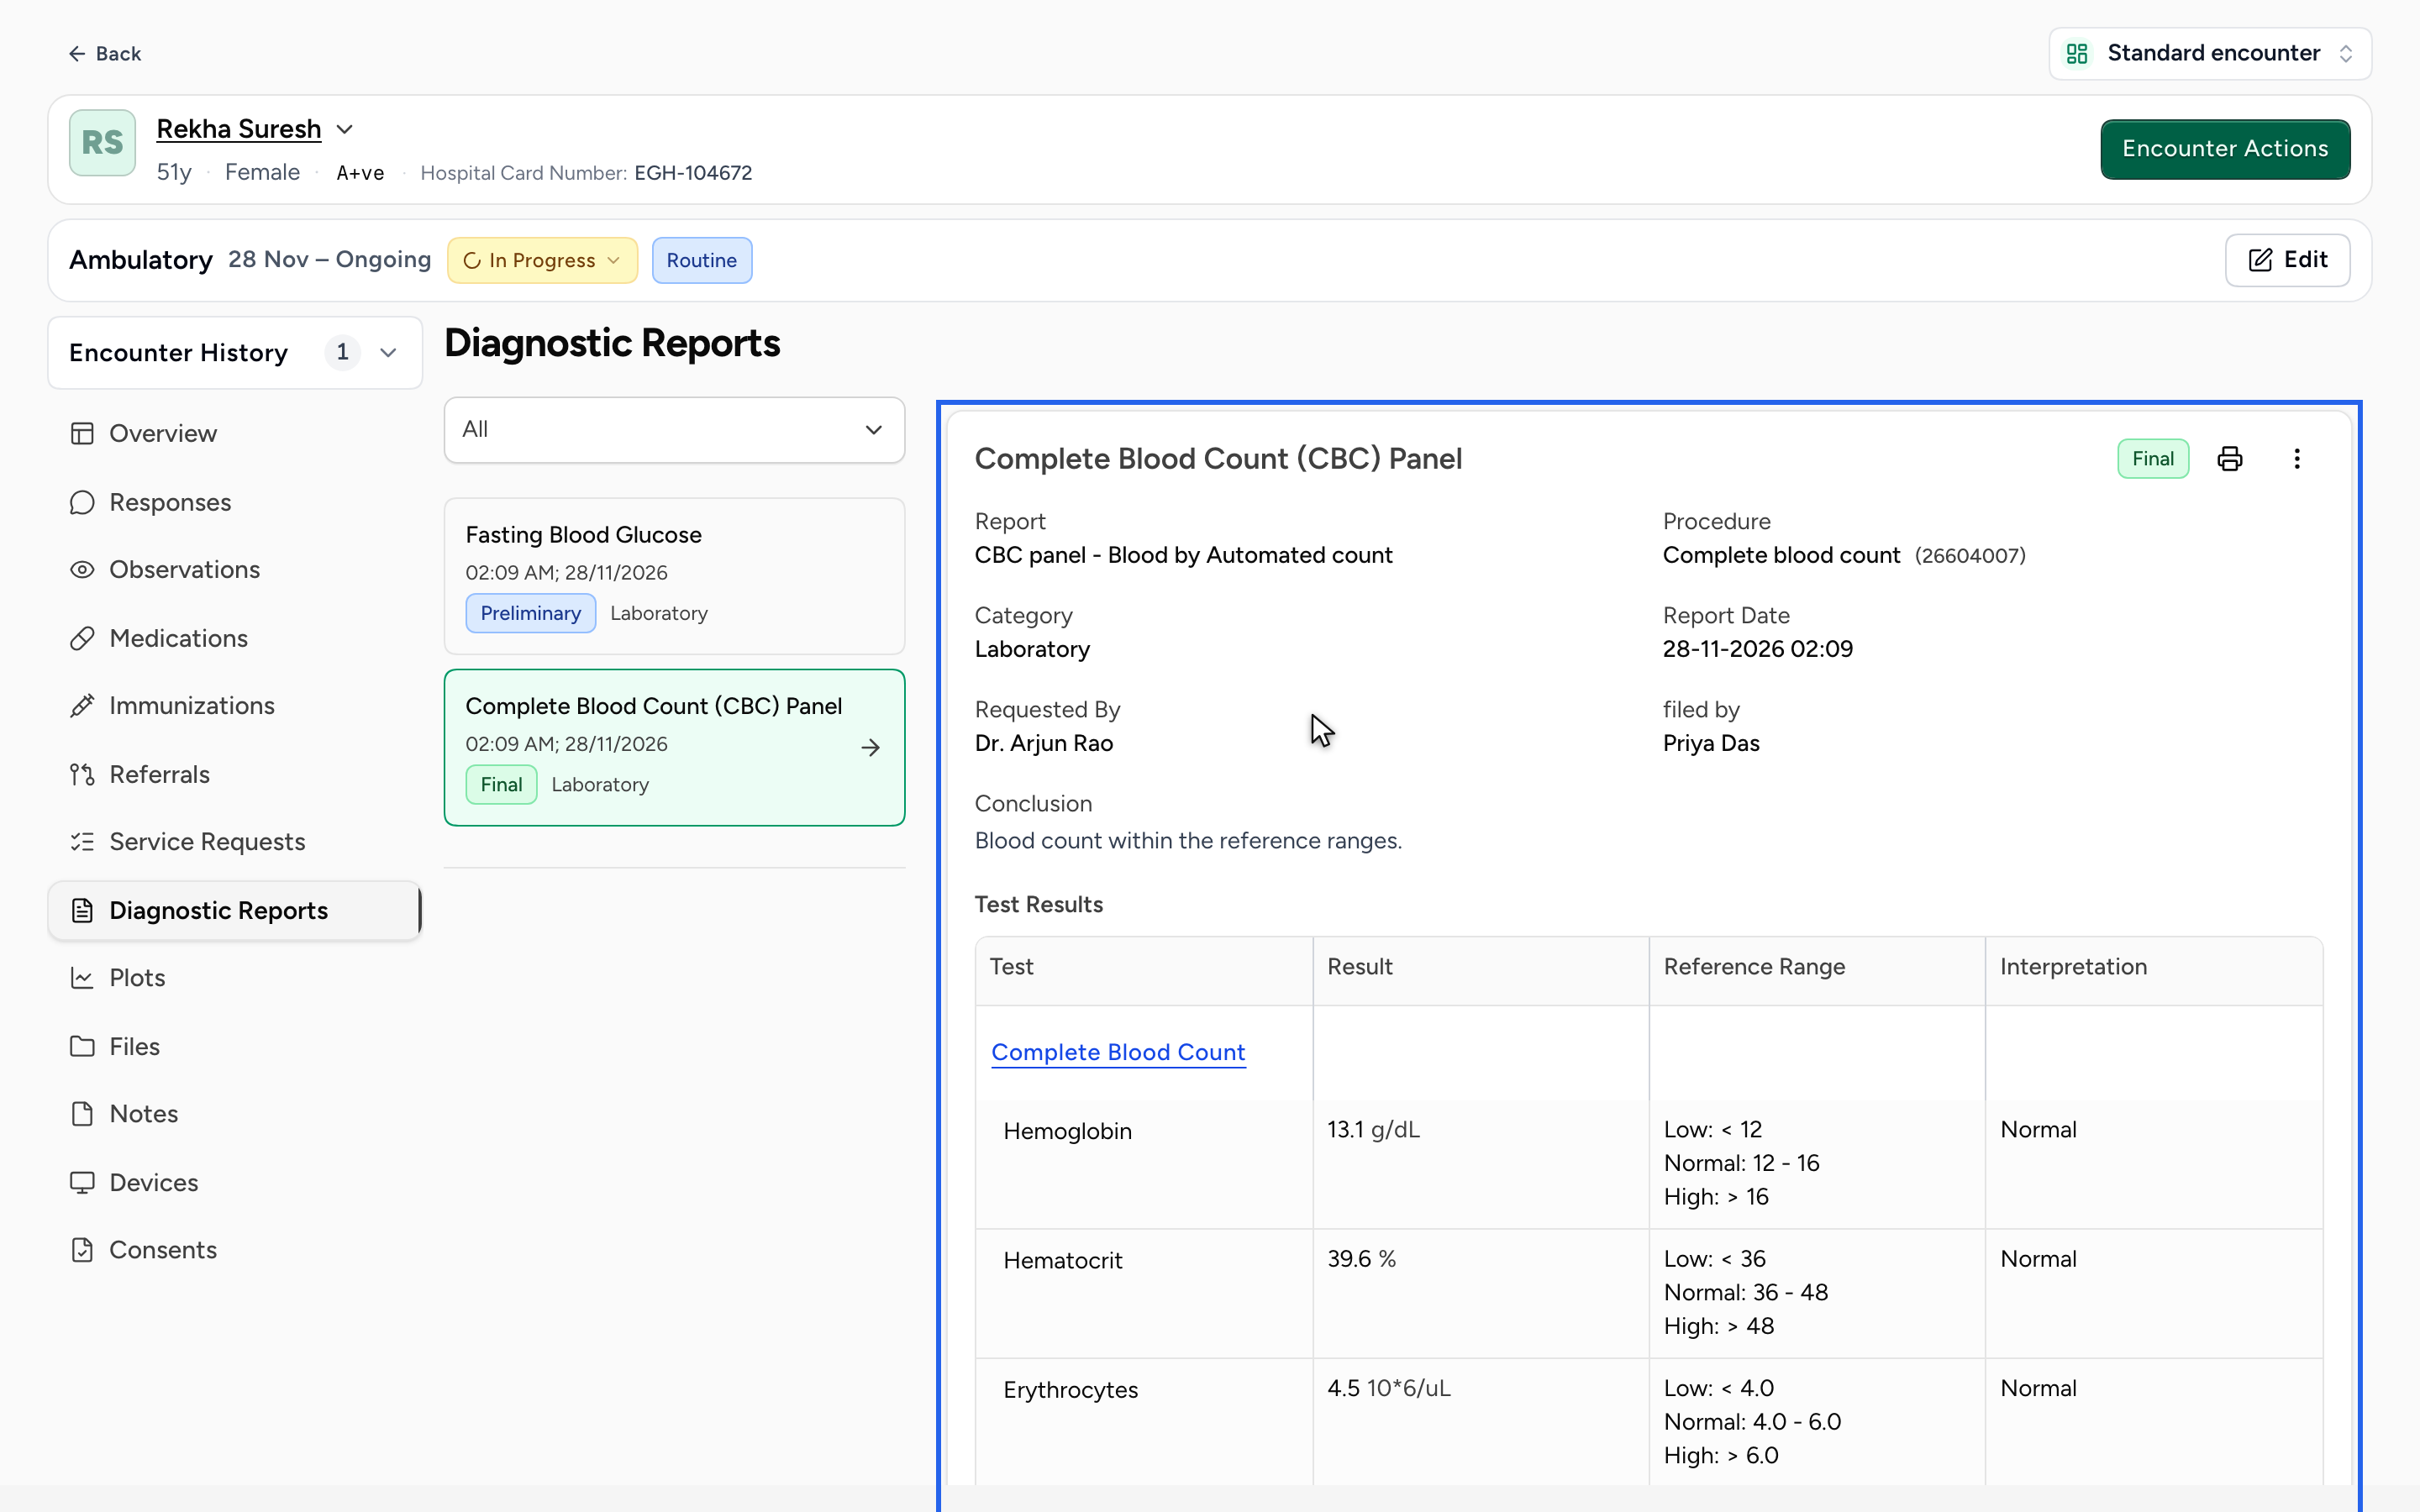 Back
Standard encounter
RS
Rekha Suresh
51y · Female · A+ve · Hospital Card Number: EGH-104672
Encounter Actions
Ambulatory 28 Nov – Ongoing In Progress Routine
Edit
Encounter History 1
Overview
Responses
Observations
Medications
Immunizations
Referrals
Service Requests
Diagnostic Reports
Plots
Files
Notes
Devices
Consents
Diagnostic Reports
All
Fasting Blood Glucose
02:09 AM; 28/11/2026
Preliminary Laboratory
Complete Blood Count (CBC) Panel
02:09 AM; 28/11/2026
Final Laboratory
Complete Blood Count (CBC) Panel
Final
Report
CBC panel - Blood by Automated count
Procedure
Complete blood count (26604007)
Category
Laboratory
Report Date
28-11-2026 02:09
Requested By
Dr. Arjun Rao
filed by
Priya Das
Conclusion
Blood count within the reference ranges.
Test Results
Test Result Reference Range Interpretation
Complete Blood Count
Hemoglobin 13.1 g/dL Low: < 12 Normal
Normal: 12 - 16
High: > 16
Hematocrit 39.6 % Low: < 36 Normal
Normal: 36 - 48
High: > 48
Erythrocytes 4.5 10*6/uL Low: < 4.0 Normal
Normal: 4.0 - 6.0
High: > 6.0